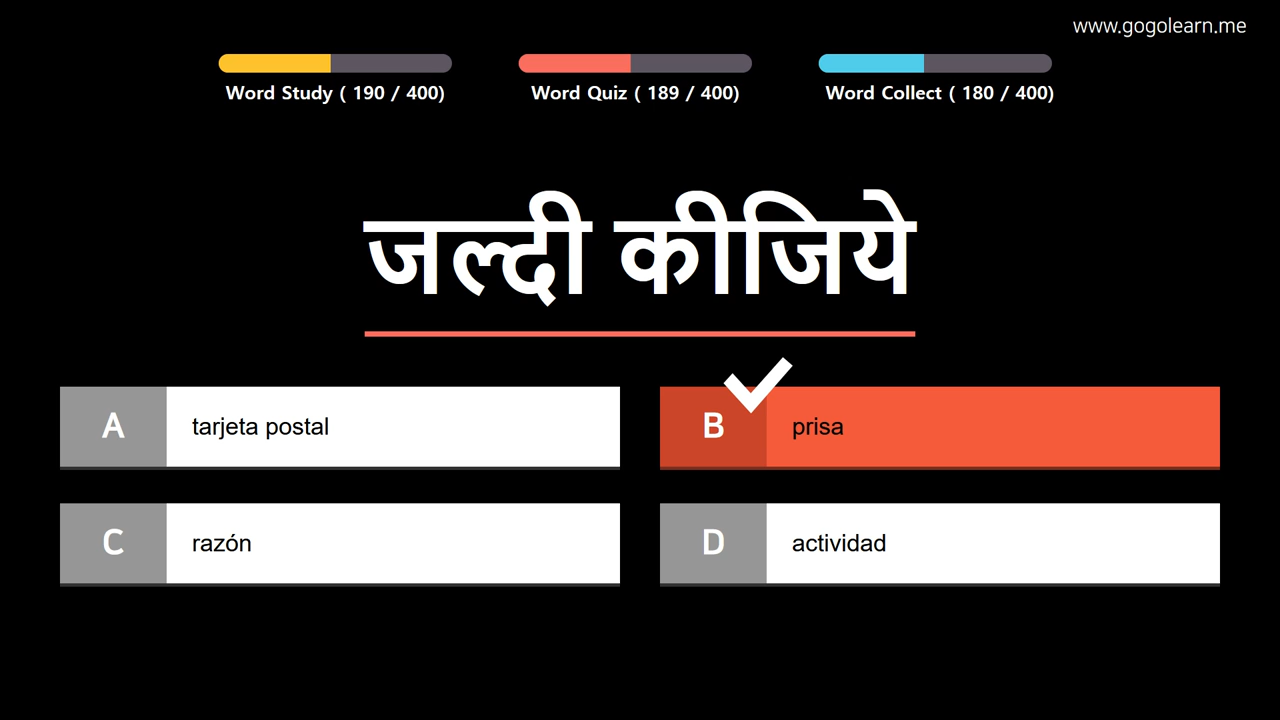 www.gogolearn.me
Word Study ( 190 / 400)
Word Quiz ( 189 / 400)
Word Collect ( 180 / 400)
जल्दी कीजिये
A tarjeta postal
B prisa
C razón
D actividad